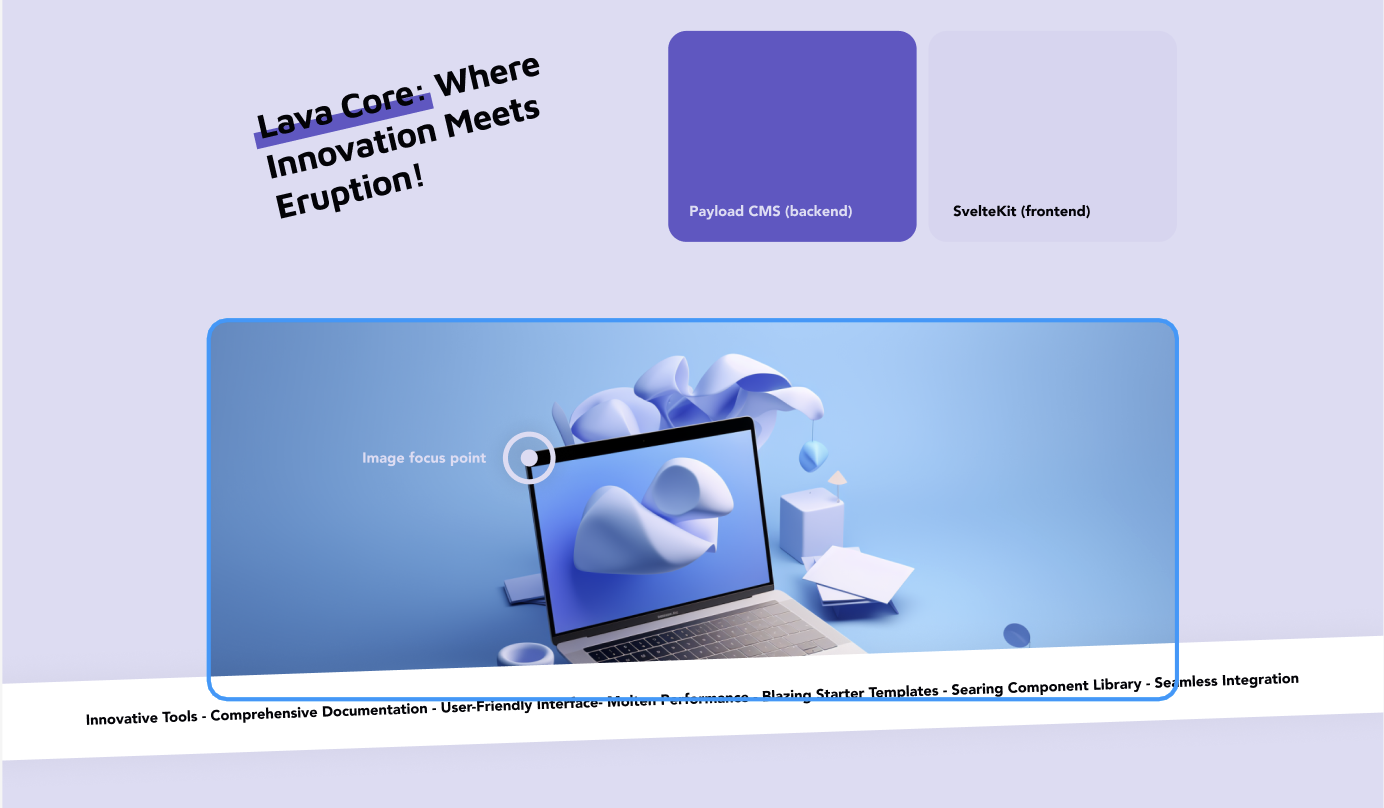 Lava Core: Where
Innovation Meets
Eruption!
Payload CMS (backend)
SvelteKit (frontend)
Image focus point
Innovative Tools - Comprehensive Documentation - User-Friendly Interface- Molten Performance - Blazing Starter Templates - Searing Component Library - Seamless Integration